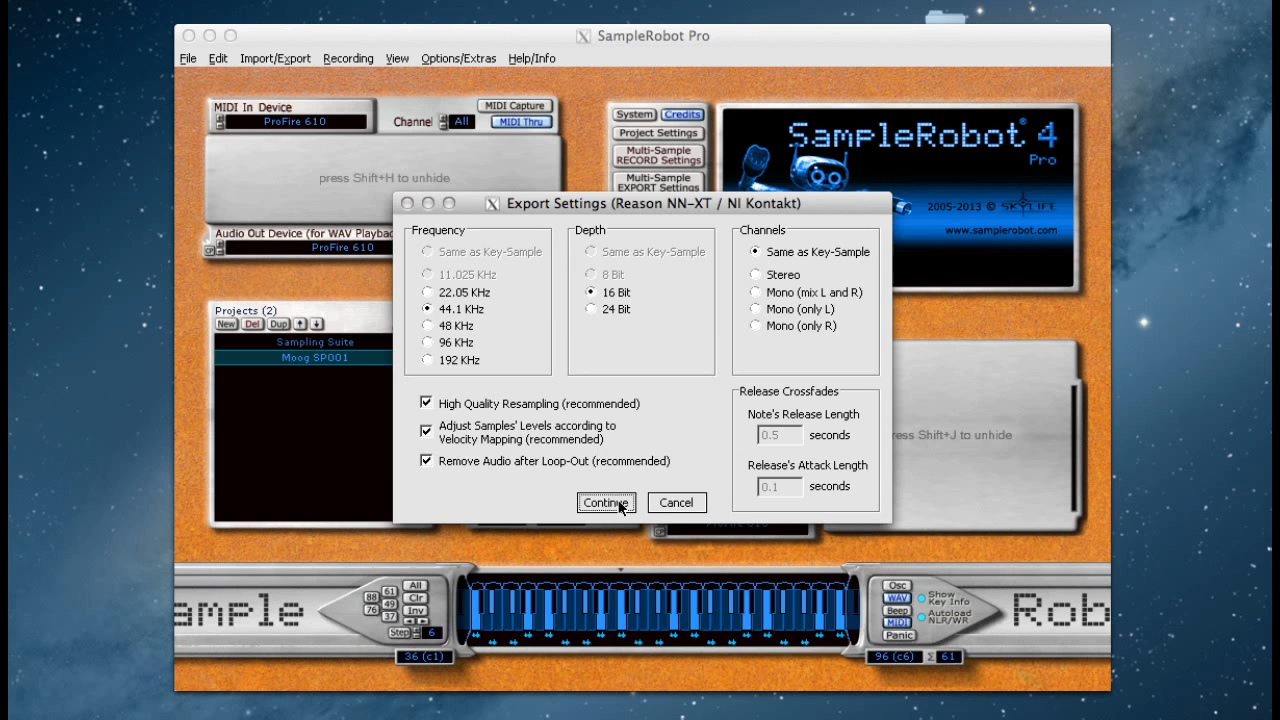 SampleRobot Pro
File Edit Import/Export Recording View Options/Extras Help/Info
MIDI In Device
ProFire 610
Channel All
MIDI Capture
MIDI Thru
press Shift+H to unhide
Audio Out Device (for WAV Playbac
ProFire 610
System Credits
Project Settings
Multi-Sample
RECORD Settings
Multi-Sample
EXPORT Settings
SampleRobot® 4
Pro
2005-2013 © SKYLIFE
www.samplerobot.com
Export Settings (Reason NN-XT / NI Kontakt)
Frequency
Same as Key-Sample
11.025 KHz
22.05 KHz
44.1 KHz
48 KHz
96 KHz
192 KHz
Depth
Same as Key-Sample
8 Bit
16 Bit
24 Bit
Channels
Same as Key-Sample
Stereo
Mono (mix L and R)
Mono (only L)
Mono (only R)
High Quality Resampling (recommended)
Adjust Samples' Levels according to
Velocity Mapping (recommended)
Remove Audio after Loop-Out (recommended)
Release Crossfades
Note's Release Length
0.5 seconds
Release's Attack Length
0.1 seconds
Continue Cancel
Projects (2)
New Del Dup
Sampling Suite
Moog SP001
ress Shift+J to unhide
ample
88 61 All
49 Clr
76 37 Inv
Step 6
36 (c1)
Osc
WAV
Beep
MIDI
Panic
Show
Key Info
Autoload
NLR/WR
Rob
96 (c6) Σ 61